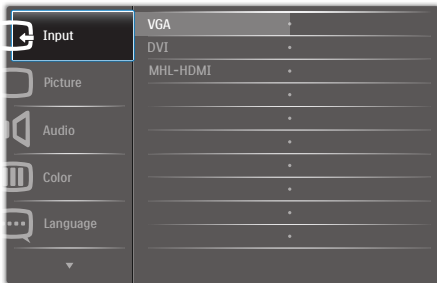 Input
Picture
Audio
Color
Language
VGA
DVI
MHL-HDMI